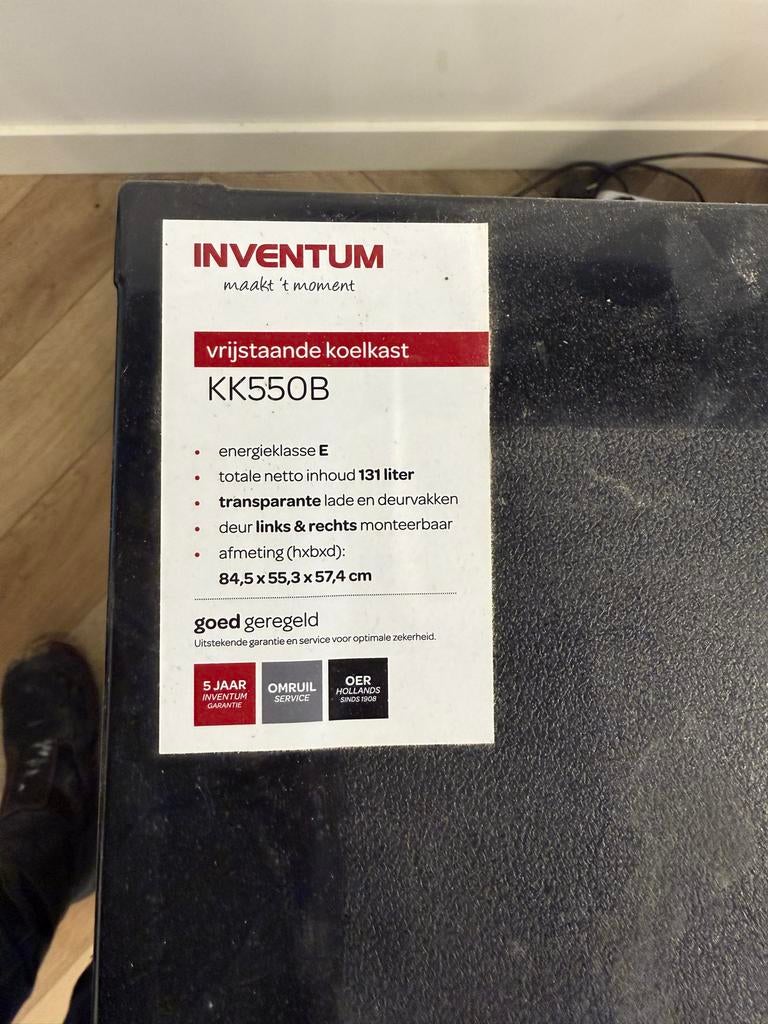 INVENTUM
maakt 't moment
vrijstaande koelkast
KK550B
• energieklasse E
• totale netto inhoud 131 liter
• transparante lade en deurvakken
• deur links & rechts monteerbaar
• afmeting (hxbxd):
84,5 x 55,3 x 57,4 cm
goed geregeld
Uitstekende garantie en service voor optimale zekerheid.
5 JAAR
INVENTUM
GARANTIE
OMRUIL
SERVICE
OER
HOLLANDS
SINDS 1908